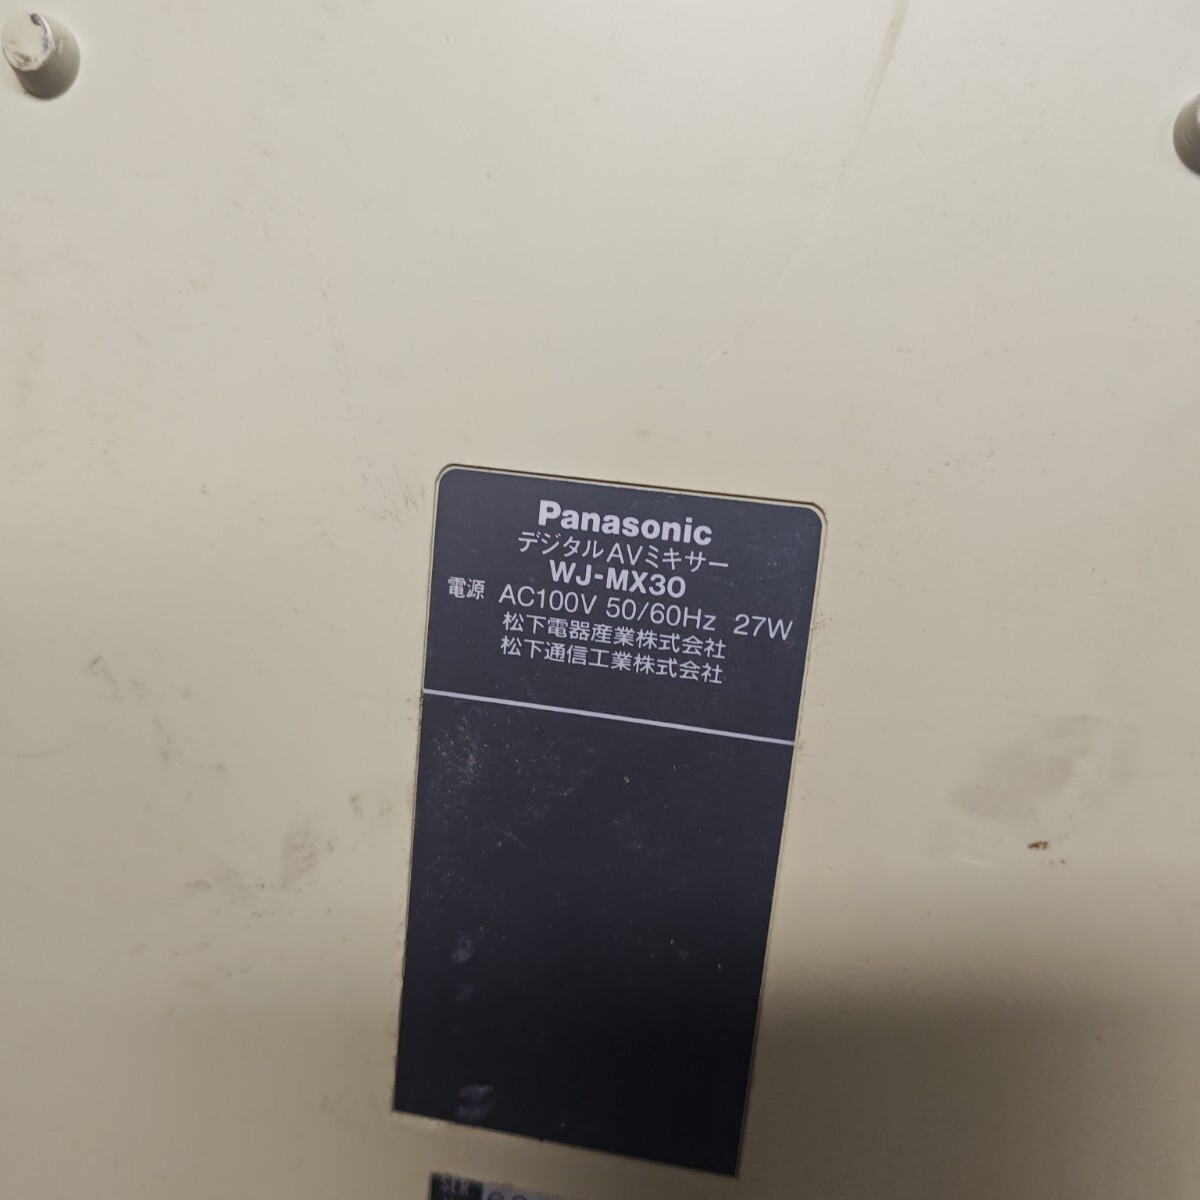 Panasonic
デジタルAVミキサー
WJ-MX30
電源 AC100V 50/60Hz 27W
松下電器産業株式会社
松下通信工業株式会社
SER